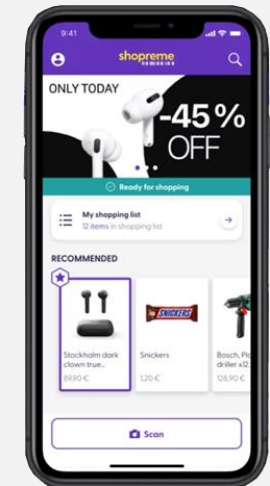 9:41
shopreme
ONLY TODAY
-45%
OFF
Ready for shopping
My shopping list
12 items in shopping list
RECOMMENDED
SNICKERS
Stockholm dark
clown true...
89,90 €
Snickers
1,20 €
Bosch, Pic
driller x12
128,90 €
Scan